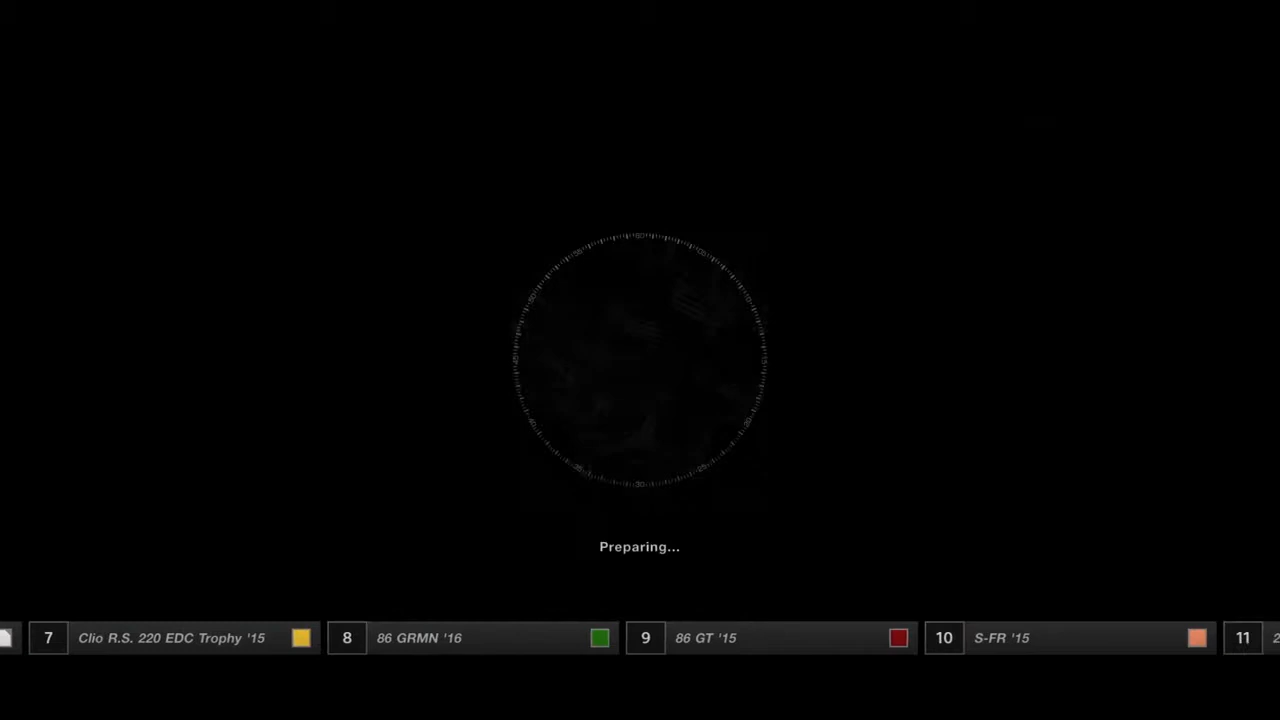 Preparing...
7 Clio R.S. 220 EDC Trophy '15 8 86 GRMN '16 9 86 GT '15 10 S-FR '15 11 2